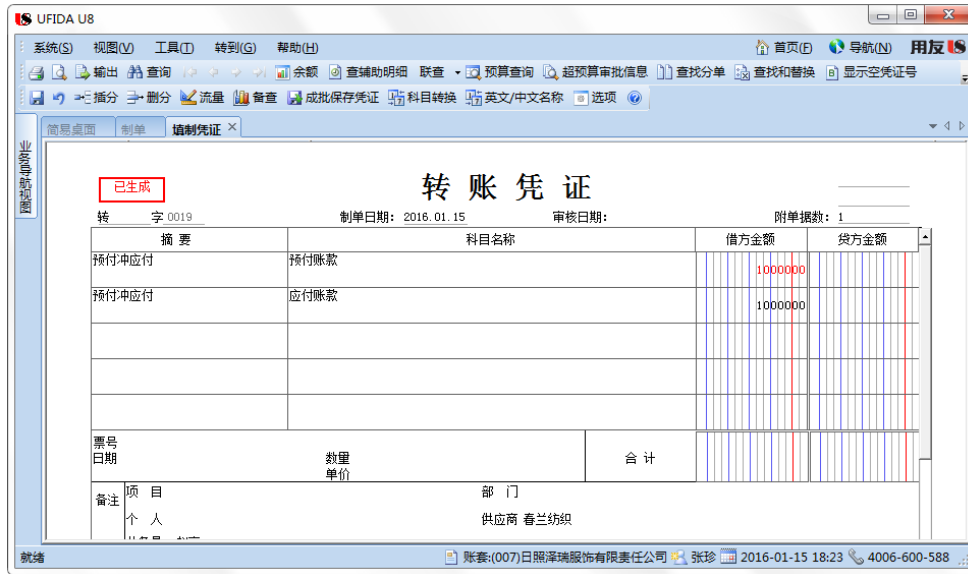 UFIDA U8
系统(S) 视图(V) 工具(T) 转到(G) 帮助(H) 首页(F) 导航(N) 用友
输出 查询 余额 查辅助明细 联查 预算查询 超预算审批信息 查找分单 查找和替换 显示空凭证号
插分 删分 流量 备查 成批保存凭证 科目转换 英文/中文名称 选项
简易桌面 制单 填制凭证
业务导航视图
已生成
转账凭证
转 字 0019 制单日期: 2016.01.15 审核日期: 附单据数: 1
摘要 科目名称 借方金额 贷方金额
预付冲应付 预付账款 1000000
预付冲应付 应付账款 1000000
票号
日期 数量 合计
单价
备注 项目 部门
个人 供应商 春兰纺织
就绪 账套:(007)日照泽瑞服饰有限责任公司 张珍 2016-01-15 18:23 4006-600-588